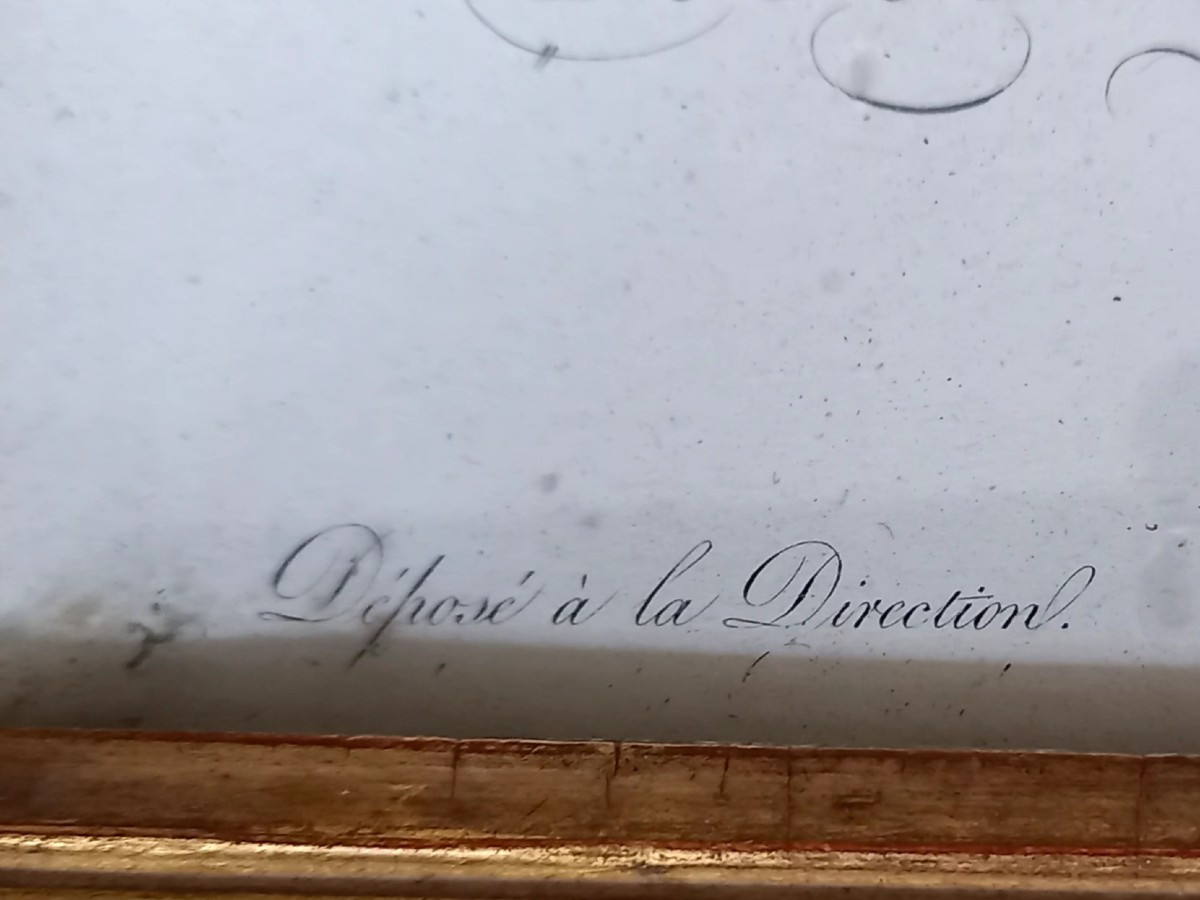 Déposé à la Direction.